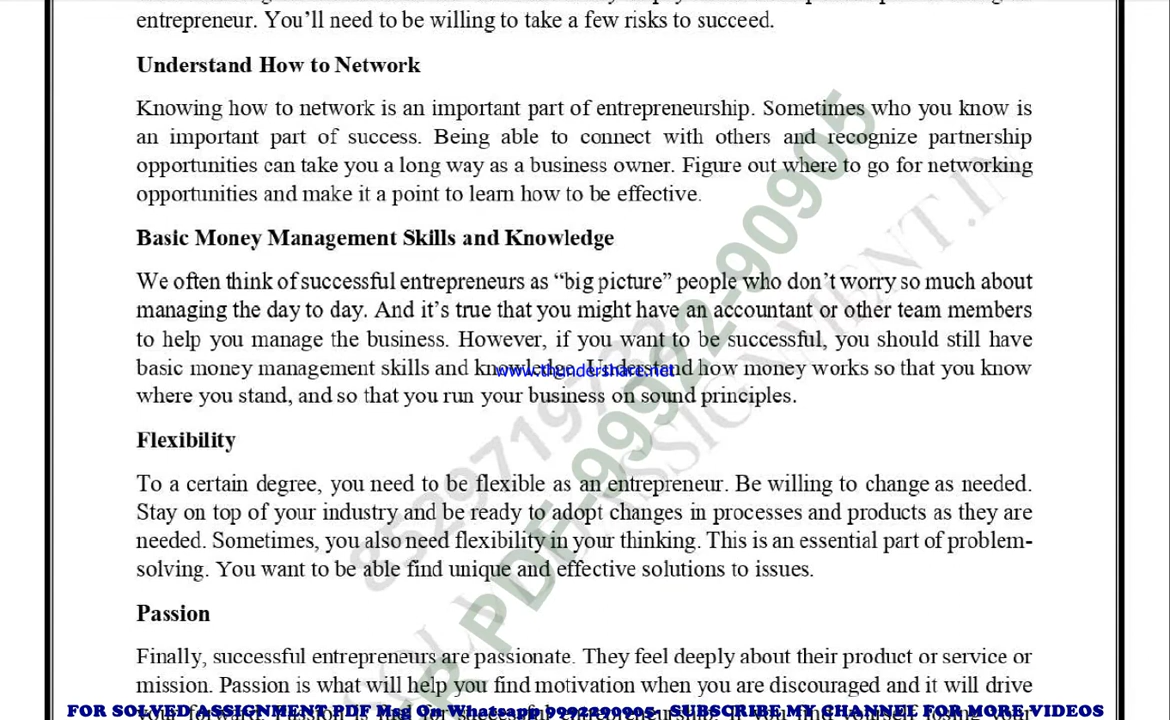 entrepreneur. You’ll need to be willing to take a few risks to succeed.
Understand How to Network
Knowing how to network is an important part of entrepreneurship. Sometimes who you know is
an important part of success. Being able to connect with others and recognize partnership
opportunities can take you a long way as a business owner. Figure out where to go for networking
opportunities and make it a point to learn how to be effective.
Basic Money Management Skills and Knowledge
We often think of successful entrepreneurs as “big picture” people who don’t worry so much about
managing the day to day. And it’s true that you might have an accountant or other team members
to help you manage the business. However, if you want to be successful, you should still have
basic money management skills and knowledge. Understand how money works so that you know
www.thundershare.net
where you stand, and so that you run your business on sound principles.
Flexibility
To a certain degree, you need to be flexible as an entrepreneur. Be willing to change as needed.
Stay on top of your industry and be ready to adopt changes in processes and products as they are
needed. Sometimes, you also need flexibility in your thinking. This is an essential part of problem-
solving. You want to be able find unique and effective solutions to issues.
Passion
Finally, successful entrepreneurs are passionate. They feel deeply about their product or service or
mission. Passion is what will help you find motivation when you are discouraged and it will drive
FOR SOLVED ASSIGNMENT PDF Msg On Whatsapp 9992290905- SUBSCRIBE MY CHANNEL FOR MORE VIDEOS
R PDF-99922-90905